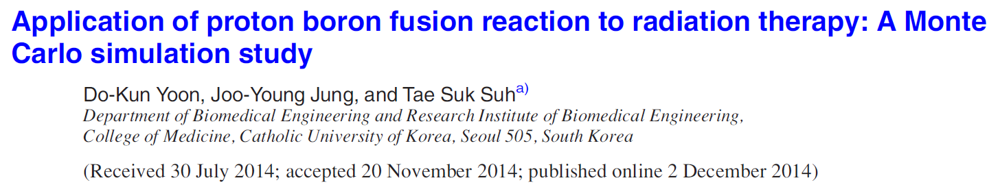 Application of proton boron fusion reaction to radiation therapy: A Monte
Carlo simulation study
Do-Kun Yoon, Joo-Young Jung, and Tae Suk Suh a)
Department of Biomedical Engineering and Research Institute of Biomedical Engineering,
College of Medicine, Catholic University of Korea, Seoul 505, South Korea
(Received 30 July 2014; accepted 20 November 2014; published online 2 December 2014)